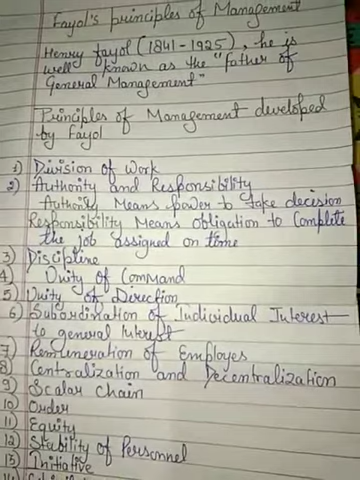 Fayol's principles of Management
Henry fayol (1841-1925), he is
well known as the "father of
General Management"
Principles of Management developed
by Fayol
1) Division of Work
2) Authority and Responsibility
Authority Means power to take decision
Responsibility Means obligation to Complete
the job assigned on time
3) Discipline
4) Unity of Command
5) Unity of Direction
6) Subordination of Individual Interest
to general Interest
7) Remuneration of Employes
8) Centralization and Decentralization
9) Scalar Chain
10) Order
11) Equity
12) Stability of Personnel
13) Initiative
14)